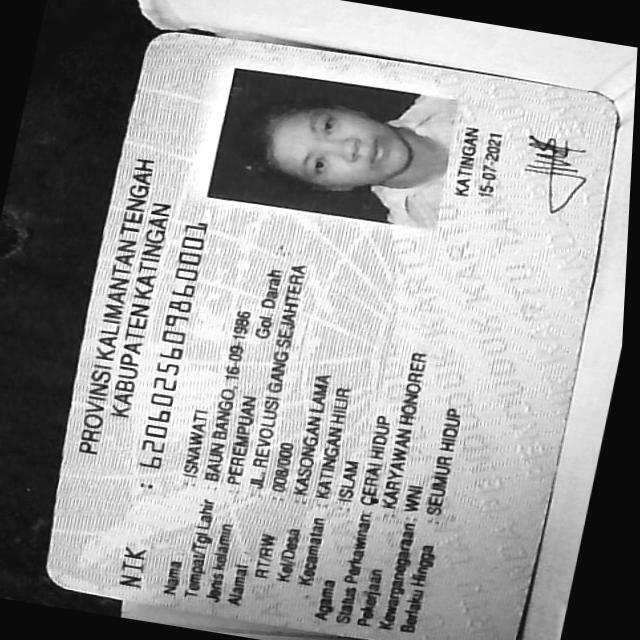 PROVINSI KALIMANTAN TENGAH
KABUPATEN KATINGAN
NIK : 6206025609860001
Nama : ISNAWATI
Tempat/Tgl Lahir : BAUN BANGO, 16-09-1986
Jenis kelamin : PEREMPUAN Gol. Darah :
Alamat : JL. REVOLUSI GANG SEJAHTERA
RT/RW : 000/000
Kel/Desa : KASONGAN LAMA
Kecamatan : KATINGAN HILIR
Agama : ISLAM
Status Perkawinan: CERAI HIDUP
Pekerjaan : KARYAWAN HONORER
Kewarganegaraan: WNI
Berlaku Hingga : SEUMUR HIDUP
KATINGAN
15-07-2021